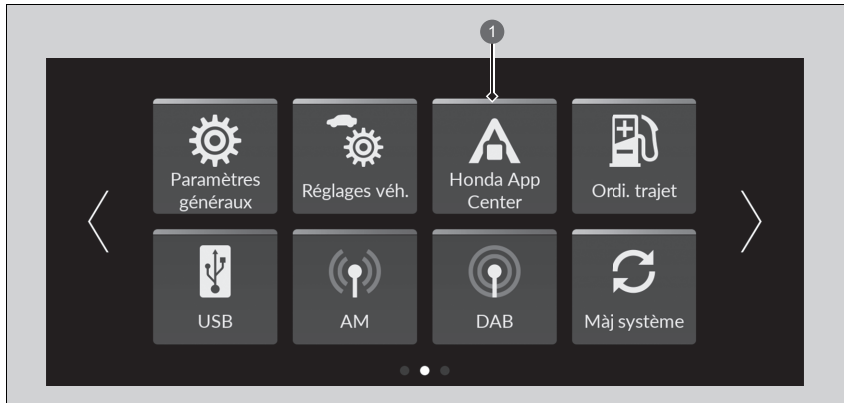 1
Paramètres
généraux
Réglages véh.
Honda App
Center
Ordi. trajet
USB
AM
DAB
Màj système